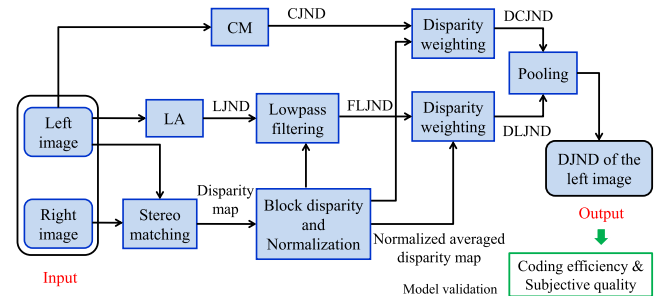 CM
CJND
Disparity
weighting
DCJND
Pooling
Left
image
LA
LJND
Lowpass
filtering
FLJND
Disparity
weighting
DLJND
DJND of the
left image
Right
image
Stereo
matching
Disparity
map
Block disparity
and
Normalization
Normalized averaged
disparity map
Input
Output
Model validation
Coding efficiency &
Subjective quality